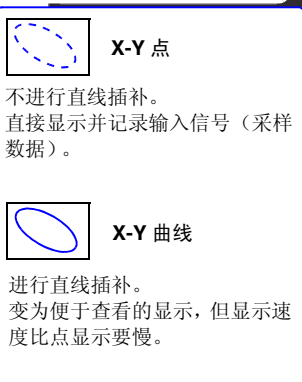 X-Y 点
不进行直线插补。
直接显示并记录输入信号（采样
数据）。
X-Y 曲线
进行直线插补。
变为便于查看的显示，但显示速
度比点显示要慢。